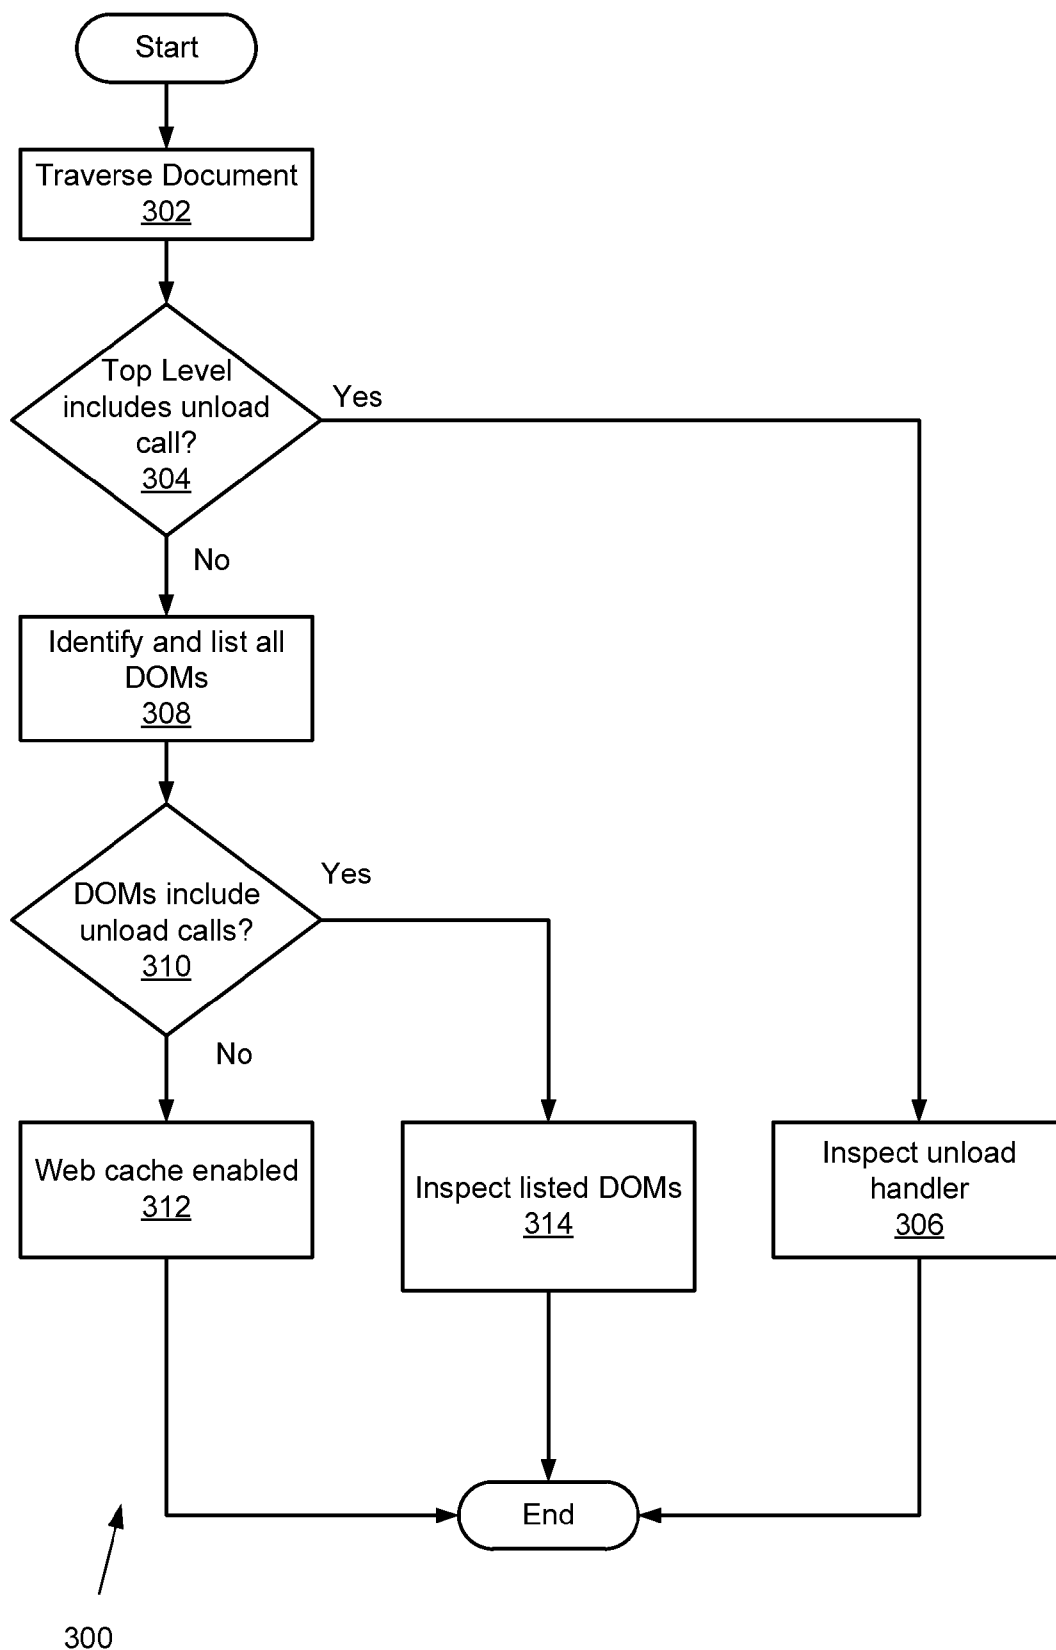 Start
Traverse Document
302
Top Level
includes unload
call?
304
Yes
No
Identify and list all
DOMs
308
DOMs include
unload calls?
310
Yes
No
Web cache enabled
312
Inspect listed DOMs
314
Inspect unload
handler
306
End
300